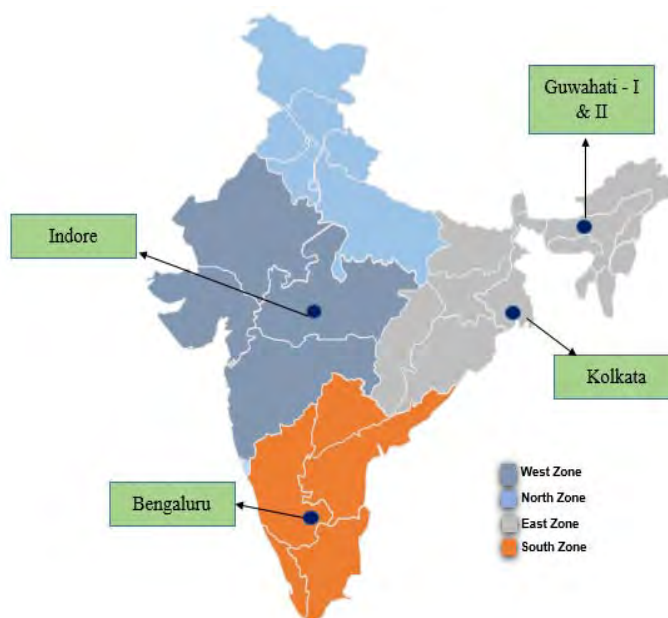 Guwahati - I
& II
Indore
Kolkata
Bengaluru
West Zone
North Zone
East Zone
South Zone